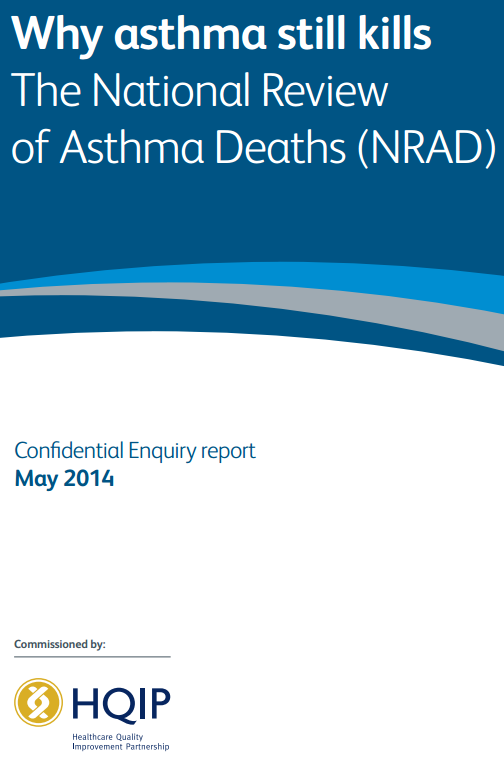 Why asthma still kills
The National Review
of Asthma Deaths (NRAD)
Confidential Enquiry report
May 2014
Commissioned by:
HQIP
Healthcare Quality
Improvement Partnership